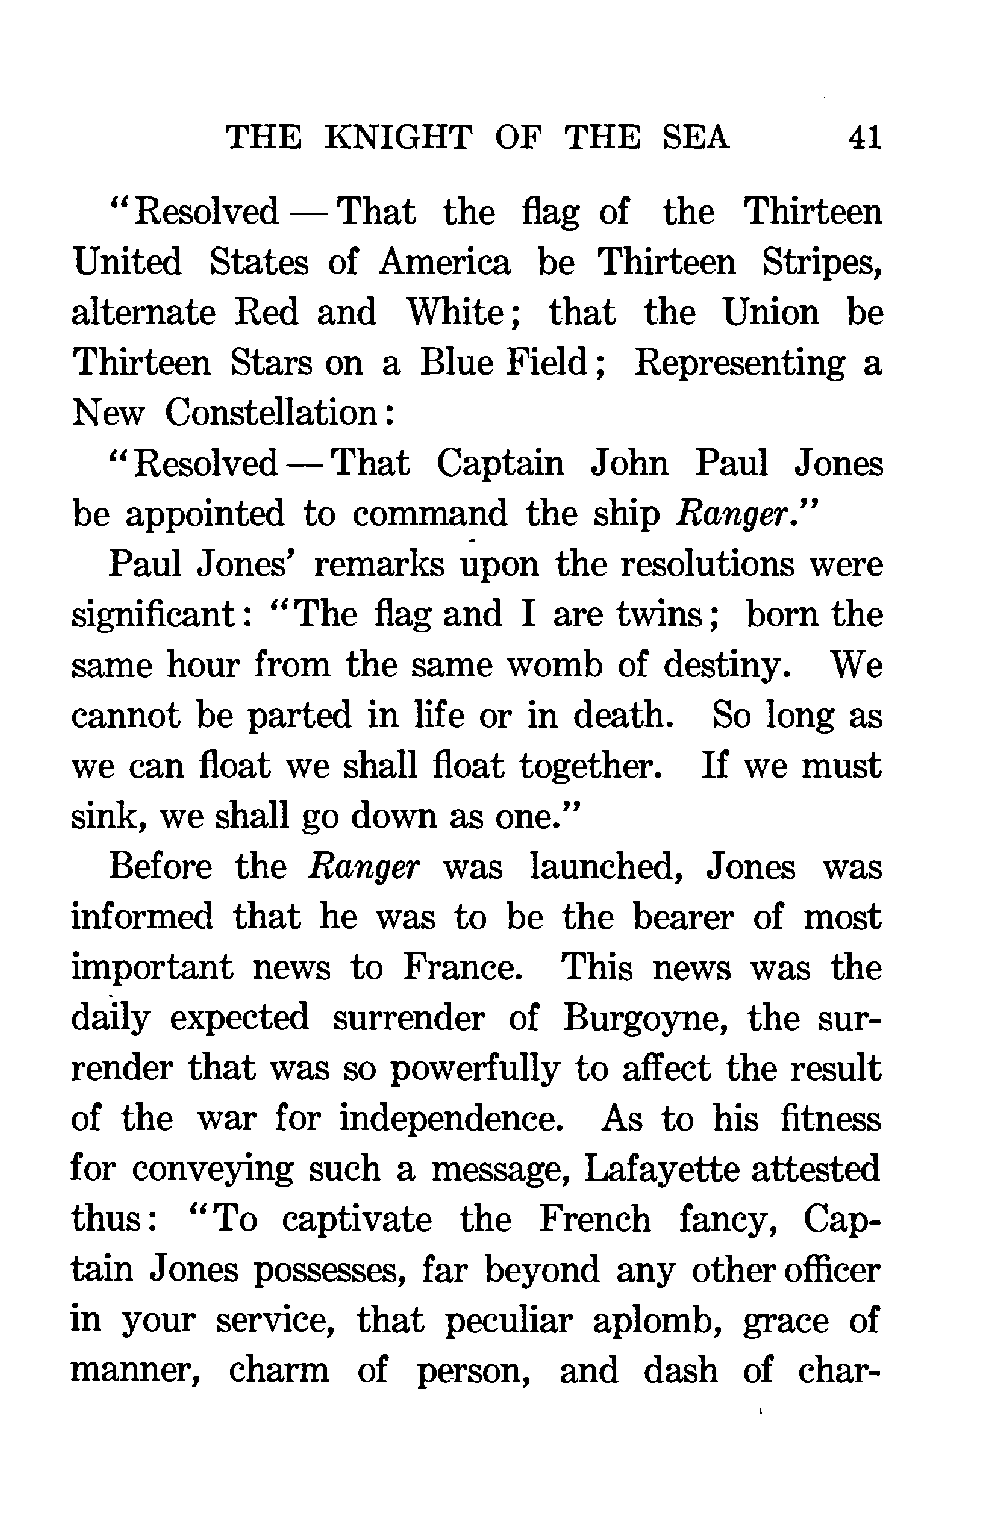 THE KNIGHT OF THE SEA 41
"Resolved — That the flag of the Thirteen
United States of America be Thirteen Stripes,
alternate Red and White; that the Union be
Thirteen Stars on a Blue Field; Representing a
New Constellation:
"Resolved — That Captain John Paul Jones
be appointed to command the ship Ranger."
Paul Jones' remarks upon the resolutions were
significant: "The flag and I are twins; born the
same hour from the same womb of destiny. We
cannot be parted in life or in death. So long as
we can float we shall float together. If we must
sink, we shall go down as one."
Before the Ranger was launched, Jones was
informed that he was to be the bearer of most
important news to France. This news was the
daily expected surrender of Burgoyne, the sur-
render that was so powerfully to affect the result
of the war for independence. As to his fitness
for conveying such a message, Lafayette attested
thus: "To captivate the French fancy, Cap-
tain Jones possesses, far beyond any other officer
in your service, that peculiar aplomb, grace of
manner, charm of person, and dash of char-